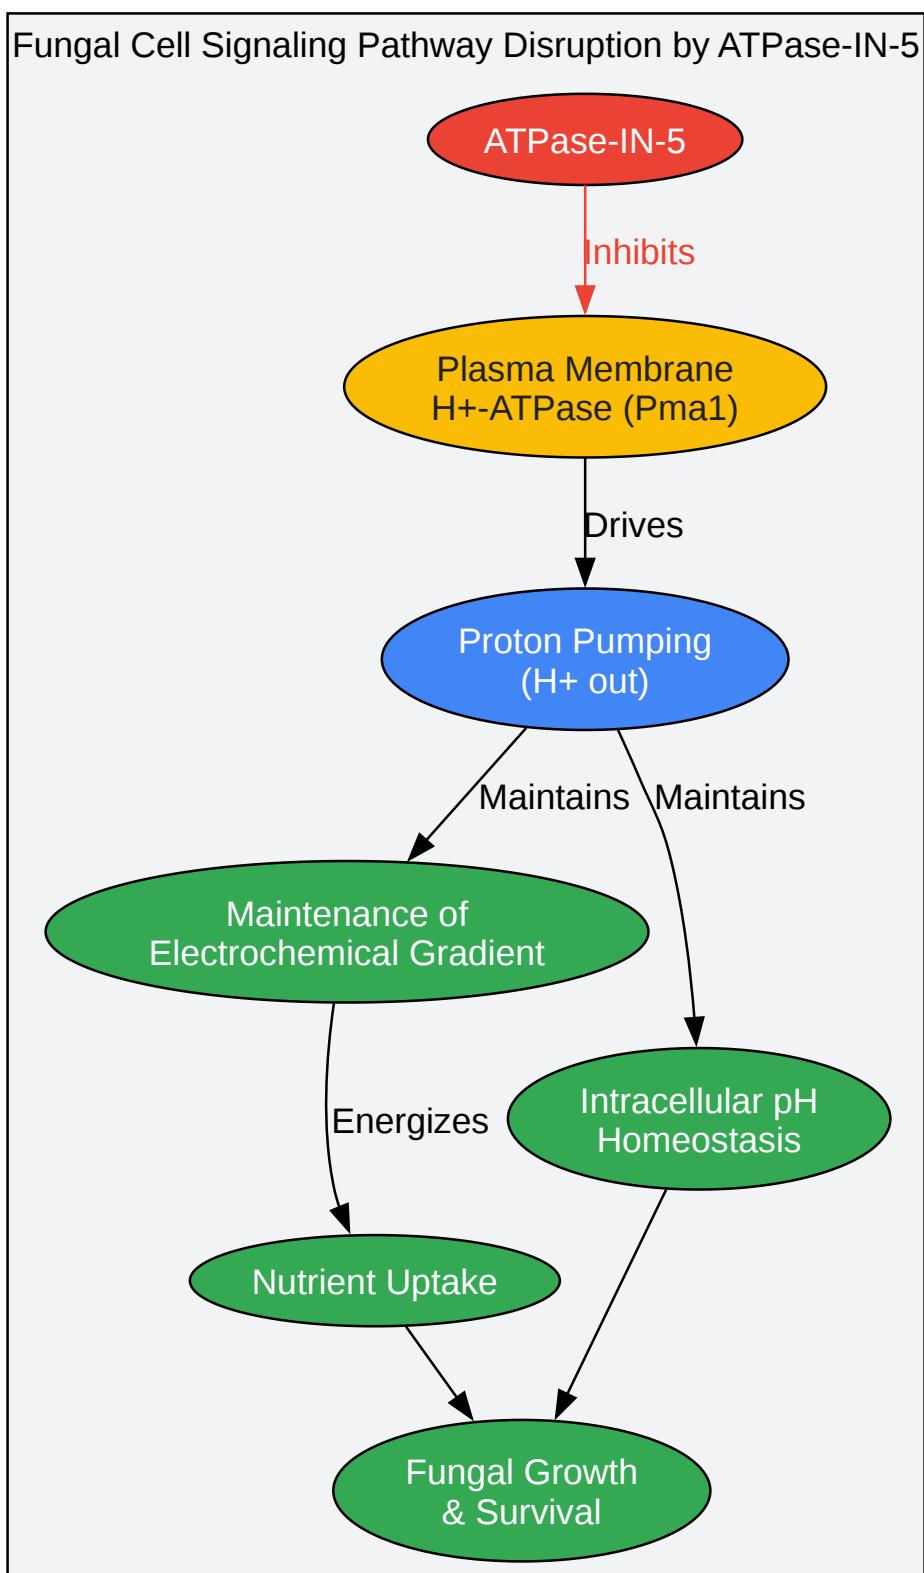 Fungal Cell Signaling Pathway Disruption by ATPase-IN-5
ATPase-IN-5
Inhibits
Plasma Membrane
H+-ATPase (Pma1)
Drives
Proton Pumping
(H+ out)
Maintains
Maintains
Maintenance of
Electrochemical Gradient
Intracellular pH
Homeostasis
Energizes
Nutrient Uptake
Fungal Growth
& Survival